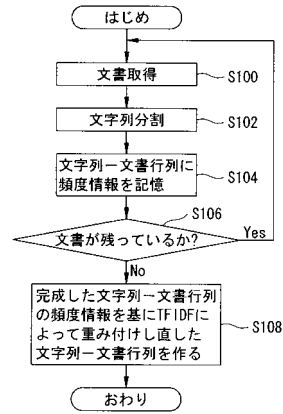 はじめ
文書取得
S100
文字列分割
S102
文字列－文書行列に
頻度情報を記憶
S104
S106
文書が残っているか?
Yes
No
完成した文字列－文書行列
の頻度情報を基にTFIDFに
よって重み付けし直した
文字列－文書行列を作る
S108
おわり